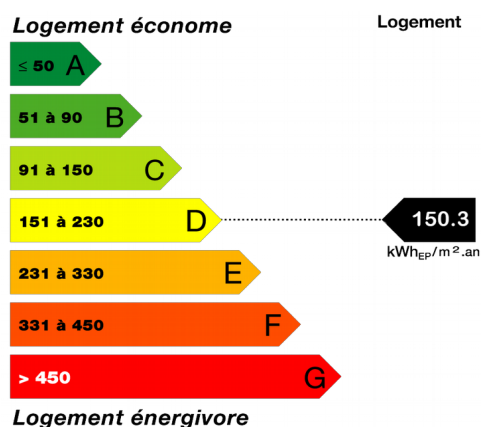 Logement économe
Logement
≤ 50 A
51 à 90 B
91 à 150 C
151 à 230 D
150.3
kWhEP/m².an
231 à 330 E
331 à 450 F
> 450 G
Logement énergivore